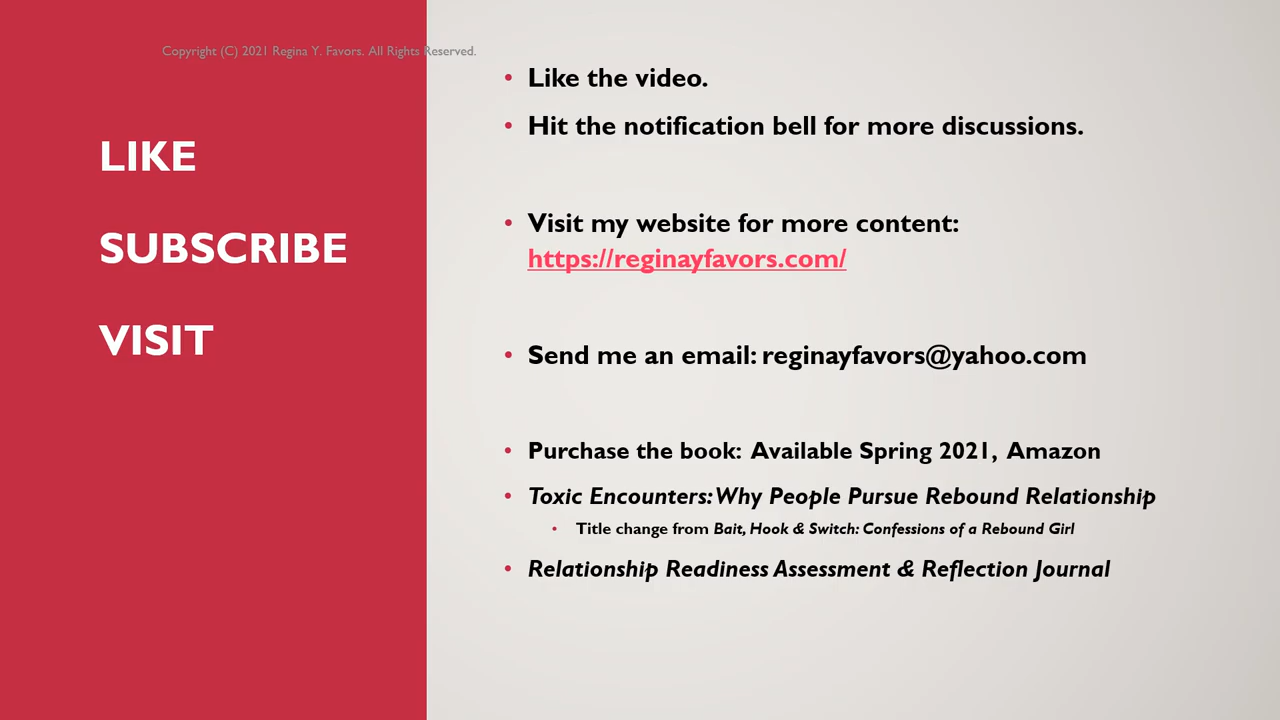 Copyright (C) 2021 Regina Y. Favors. All Rights Reserved.
LIKE
SUBSCRIBE
VISIT
• Like the video.
• Hit the notification bell for more discussions.
• Visit my website for more content:
https://reginayfavors.com/
• Send me an email: reginayfavors@yahoo.com
• Purchase the book: Available Spring 2021, Amazon
• Toxic Encounters: Why People Pursue Rebound Relationship
• Title change from Bait, Hook & Switch: Confessions of a Rebound Girl
• Relationship Readiness Assessment & Reflection Journal